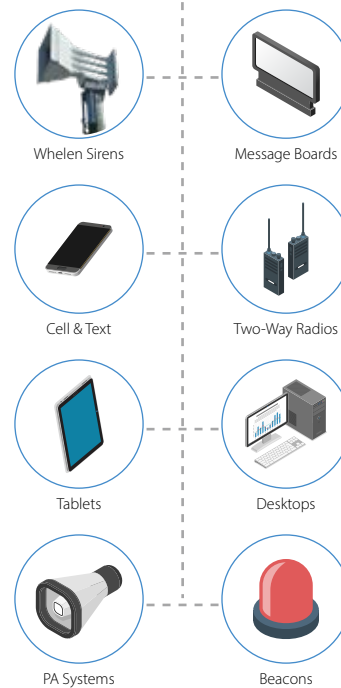 Whelen Sirens
Message Boards
Cell & Text
Two-Way Radios
Tablets
Desktops
PA Systems
Beacons